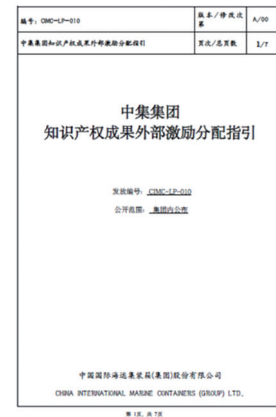 编号：CIMC-LP-010
版本/修改次第
A/00
中集集团知识产权成果外部激励分配指引
页次/总页数
1/7
中集集团
知识产权成果外部激励分配指引
发放编号：CIMC-LP-010
公开范围：集团内公布
中国国际海运集装箱(集团)股份有限公司
CHINA INTERNATIONAL MARINE CONTAINERS (GROUP) LTD.
第 1页，共 7页